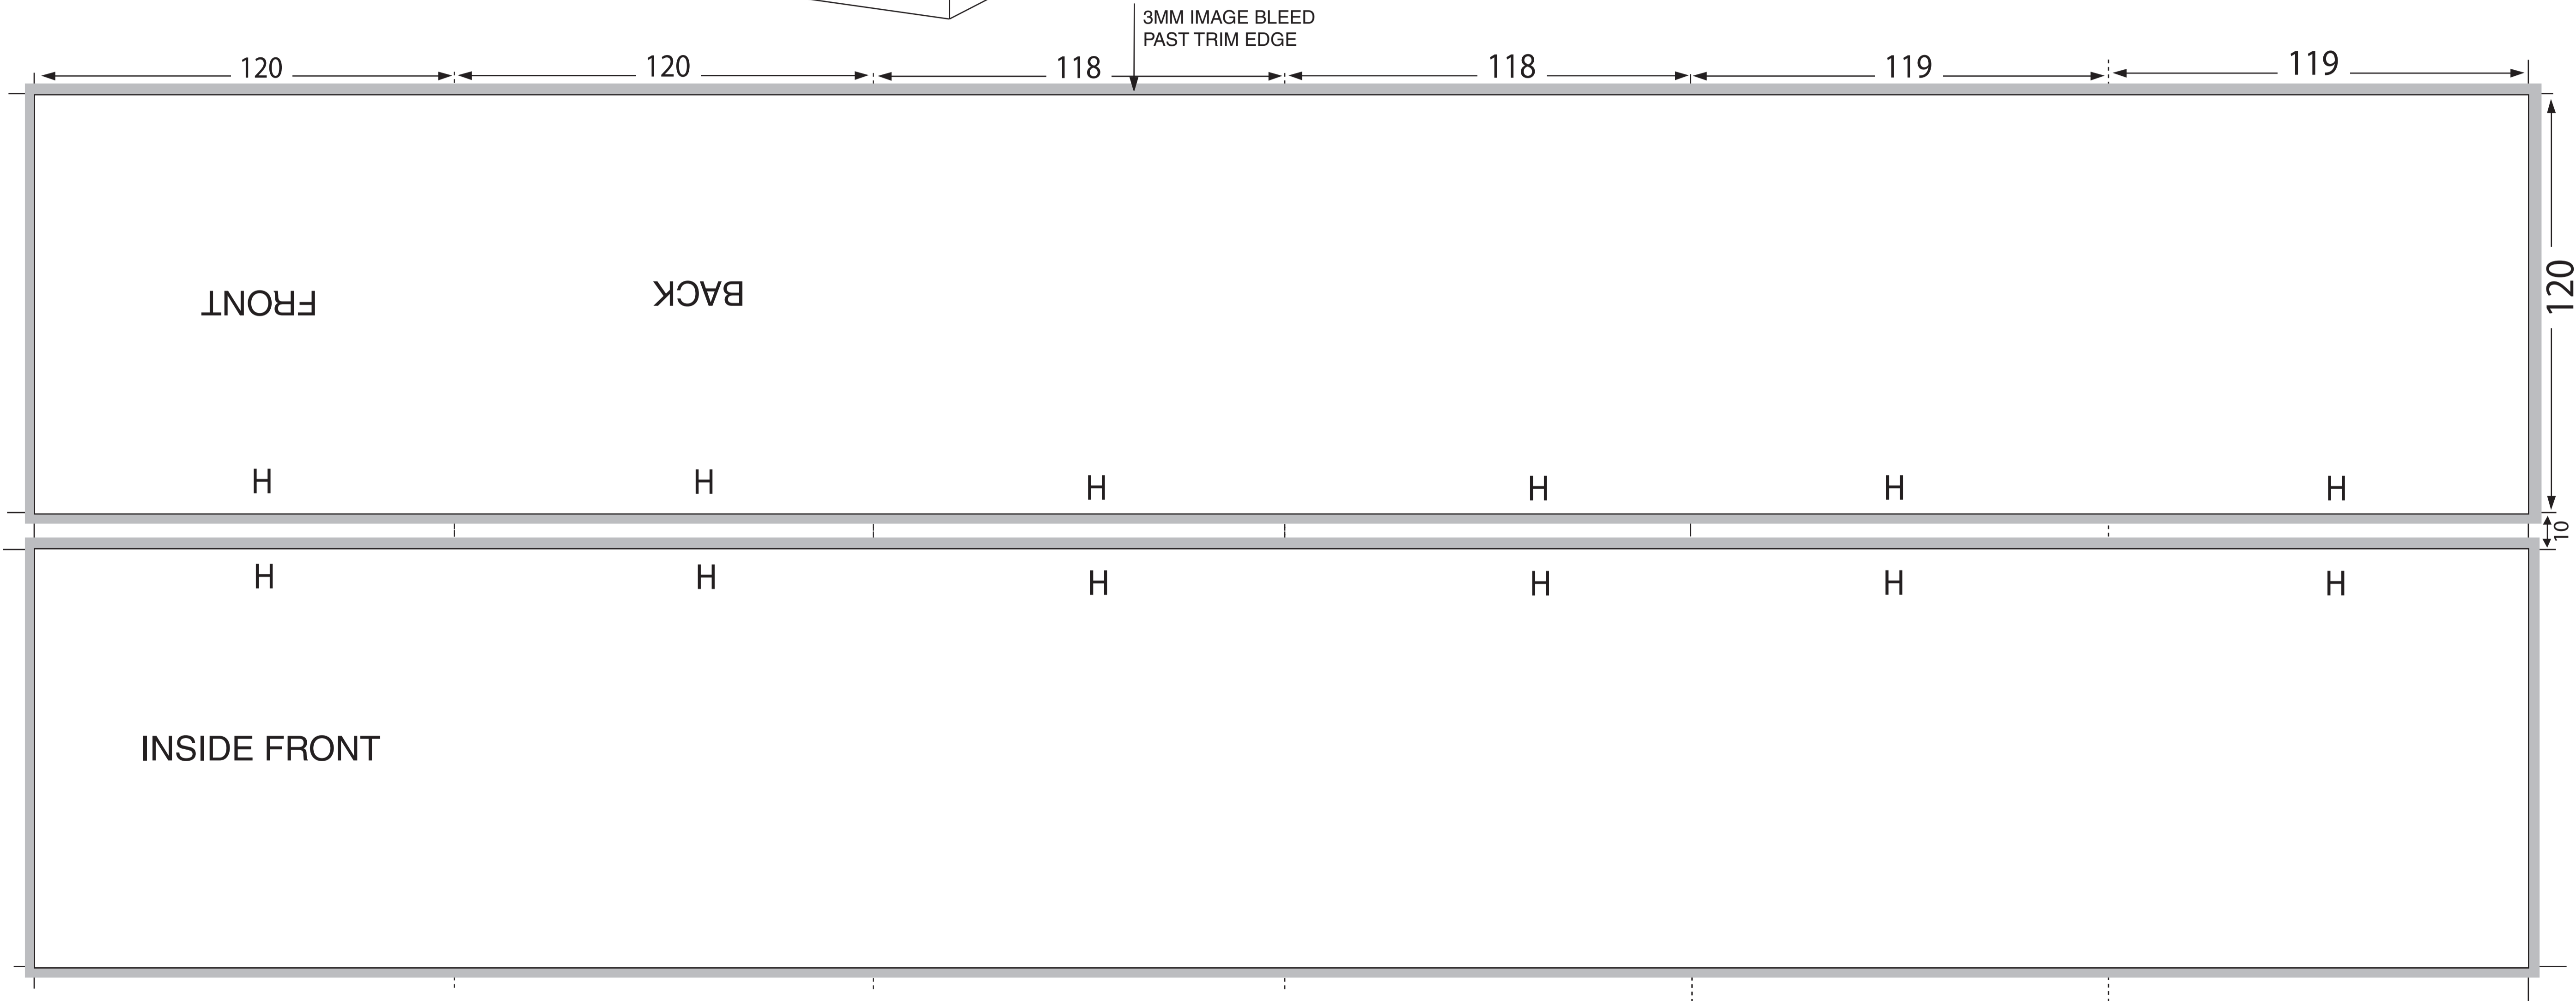 3MM IMAGE BLEED
PAST TRIM EDGE
120 120 118 118 119 119
120
FRONT BACK
H H H H H H
10
H H H H H H
INSIDE FRONT